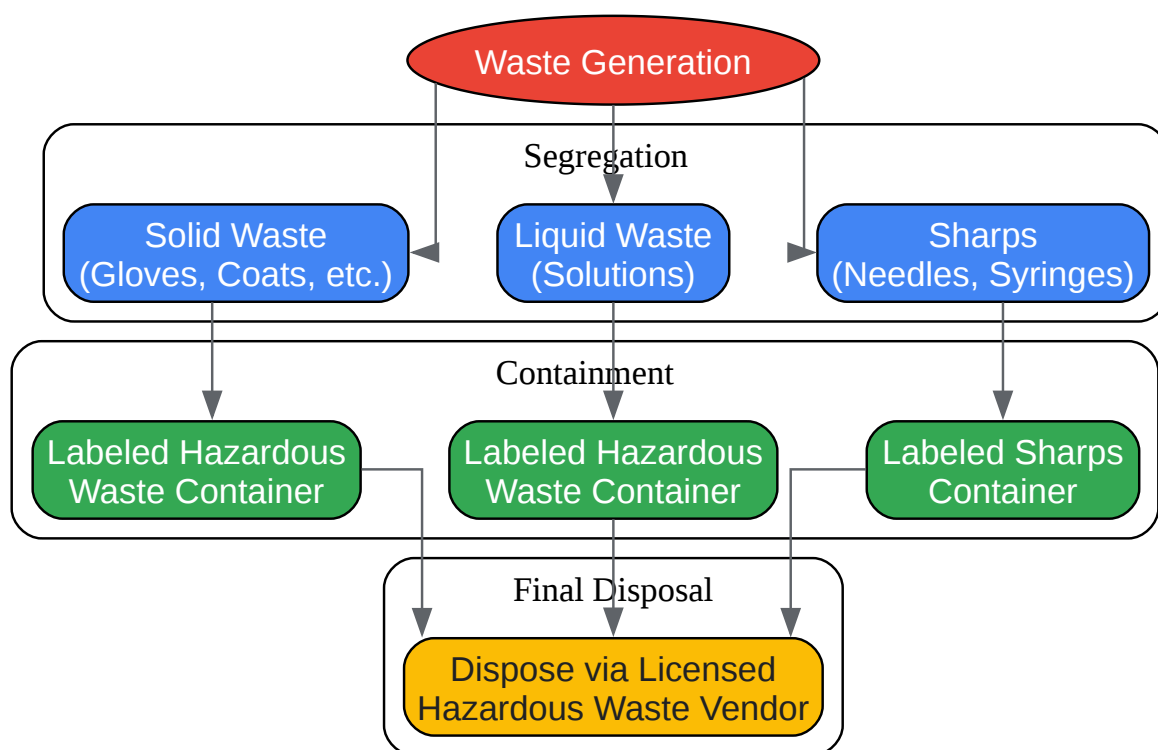 Waste Generation
Segregation
Solid Waste
(Gloves, Coats, etc.)
Liquid Waste
(Solutions)
Sharps
(Needles, Syringes)
Containment
Labeled Hazardous
Waste Container
Labeled Hazardous
Waste Container
Labeled Sharps
Container
Final Disposal
Dispose via Licensed
Hazardous Waste Vendor